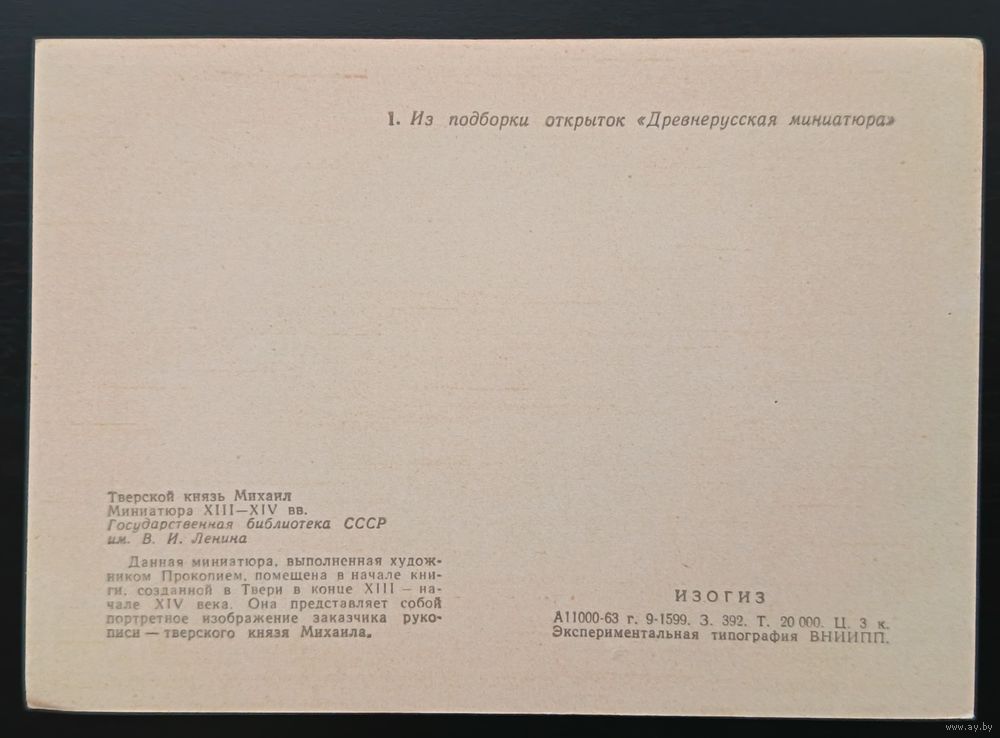 1. Из подборки открыток «Древнерусская миниатюра»
Тверской князь Михаил
Миниатюра XIII—XIV вв.
Государственная библиотека СССР
им. В. И. Ленина
Данная миниатюра, выполненная худож-
ником Прокопием, помещена в начале кни-
ги, созданной в Твери в конце XIII — на-
чале XIV века. Она представляет собой
портретное изображение заказчика руко-
писи — тверского князя Михаила.
ИЗОГИЗ
А11000-63 г. 9-1599. З. 392. Т. 20 000. Ц. 3 к.
Экспериментальная типография ВНИИПП.
www.ay.by